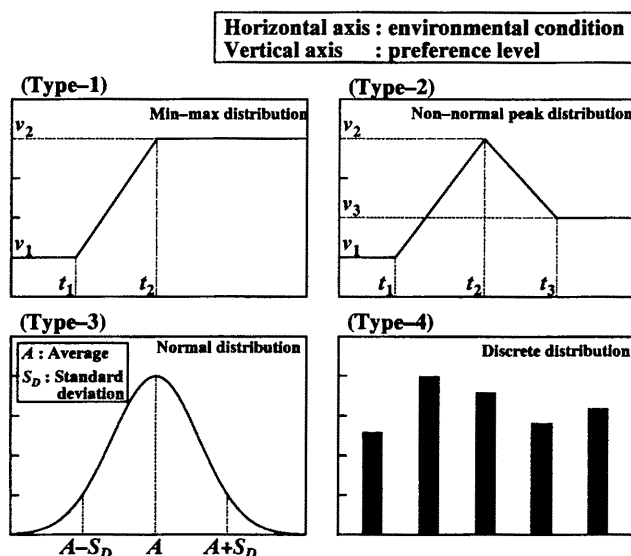 Horizontal axis : environmental condition
Vertical axis : preference level
(Type–1)
Min–max distribution
v2
v1
t1 t2
(Type–2)
Non–normal peak distribution
v2
v3
v1
t1 t2 t3
(Type–3)
A : Average
SD : Standard
deviation
Normal distribution
A–SD A A+SD
(Type–4)
Discrete distribution